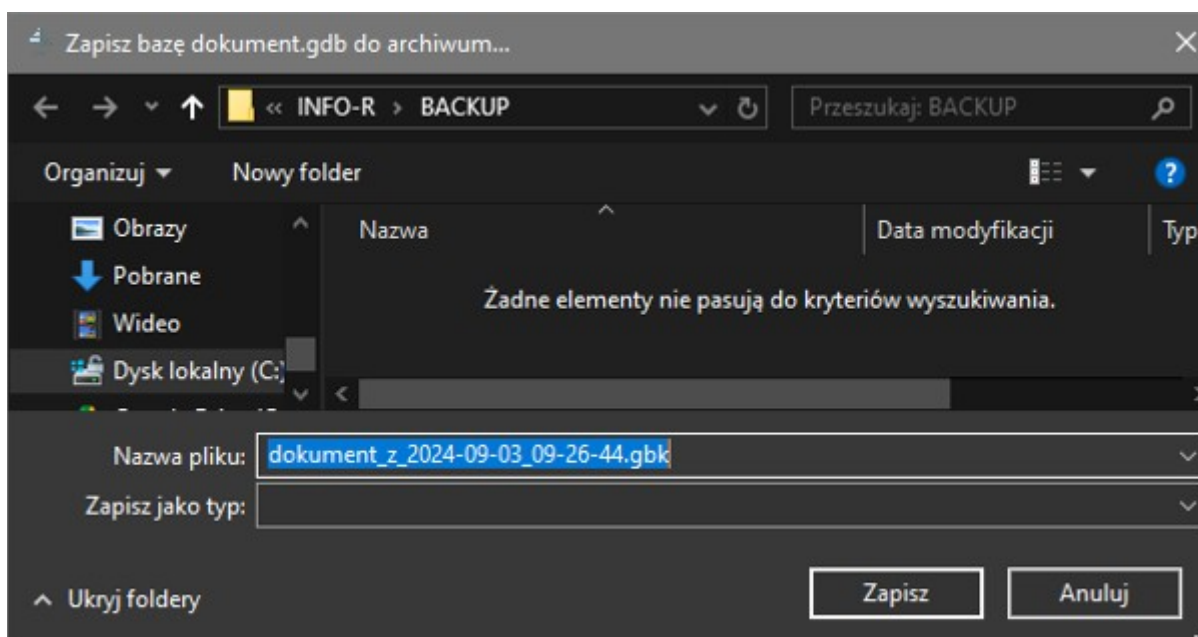 Zapisz bazę dokument.gdb do archiwum...
« INFO-R > BACKUP
Przeszukaj: BACKUP
Organizuj
Nowy folder
Obrazy
Pobrane
Wideo
Dysk lokalny (C:)
Nazwa
Data modyfikacji
Typ
Żadne elementy nie pasują do kryteriów wyszukiwania.
Nazwa pliku: dokument_z_2024-09-03_09-26-44.gbk
Zapisz jako typ:
Ukryj foldery
Zapisz
Anuluj